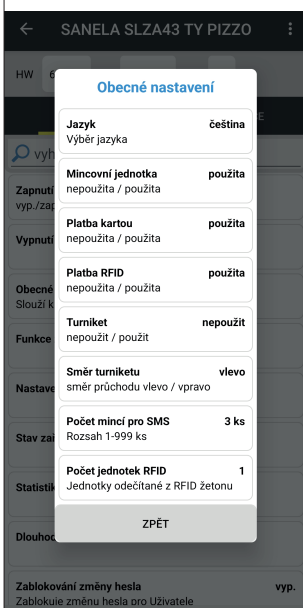 SANELA SLZA43 TY PIZZO
HW 6
Obecné nastavení
E
Jazyk čeština
Výběr jazyka
vyh
Mincovní jednotka použita
nepoužita / použita
Zapnutí
vyp./zap
Platba kartou použita
nepoužita / použita
Vypnutí
Platba RFID použita
nepoužita / použita
Obecné
Slouží k
Turniket nepoužit
nepoužit / použit
Funkce
Směr turniketu vlevo
směr průchodu vlevo / vpravo
Nastave
Počet mincí pro SMS 3 ks
Rozsah 1-999 ks
Stav zai
Počet jednotek RFID 1
Jednotky odečítané z RFID žetonu
Statistik
ZPĚT
Dlouhod
Zablokování změny hesla vyp.
Zablokuje změnu hesla pro Uživatele